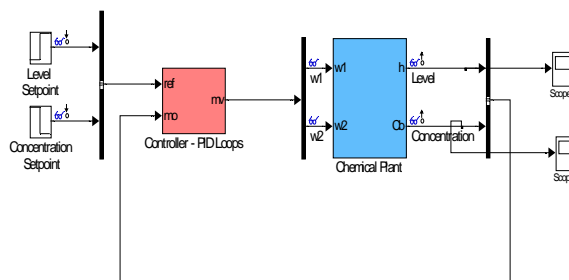 Level
Setpoint
Concentration
Setpoint
ref
mo
mv
Controller - PID Loops
w1
w2
w1
w2
h
Cb
Chemical Plant
Level
Concentration
Scope
Scop